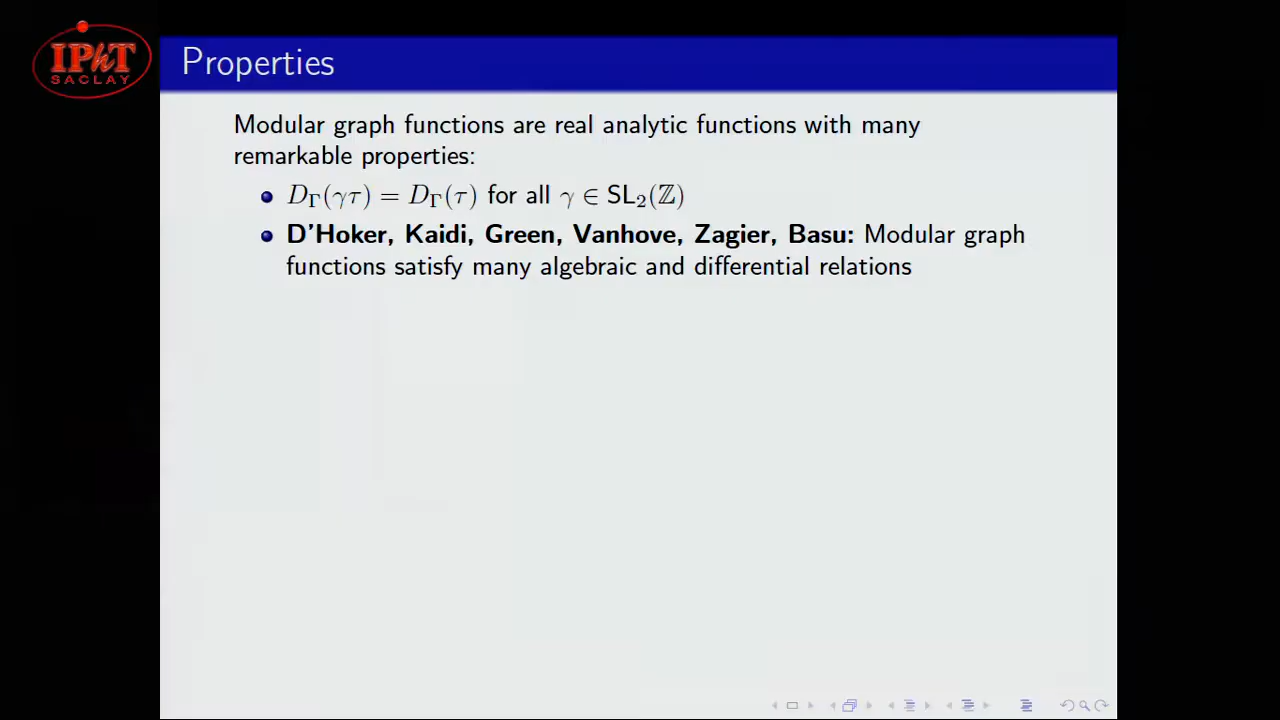 IPhT
SACLAY
Properties
Modular graph functions are real analytic functions with many
remarkable properties:
D_Γ(γτ) = D_Γ(τ) for all γ ∈ SL₂(ℤ)
D'Hoker, Kaidi, Green, Vanhove, Zagier, Basu: Modular graph
functions satisfy many algebraic and differential relations